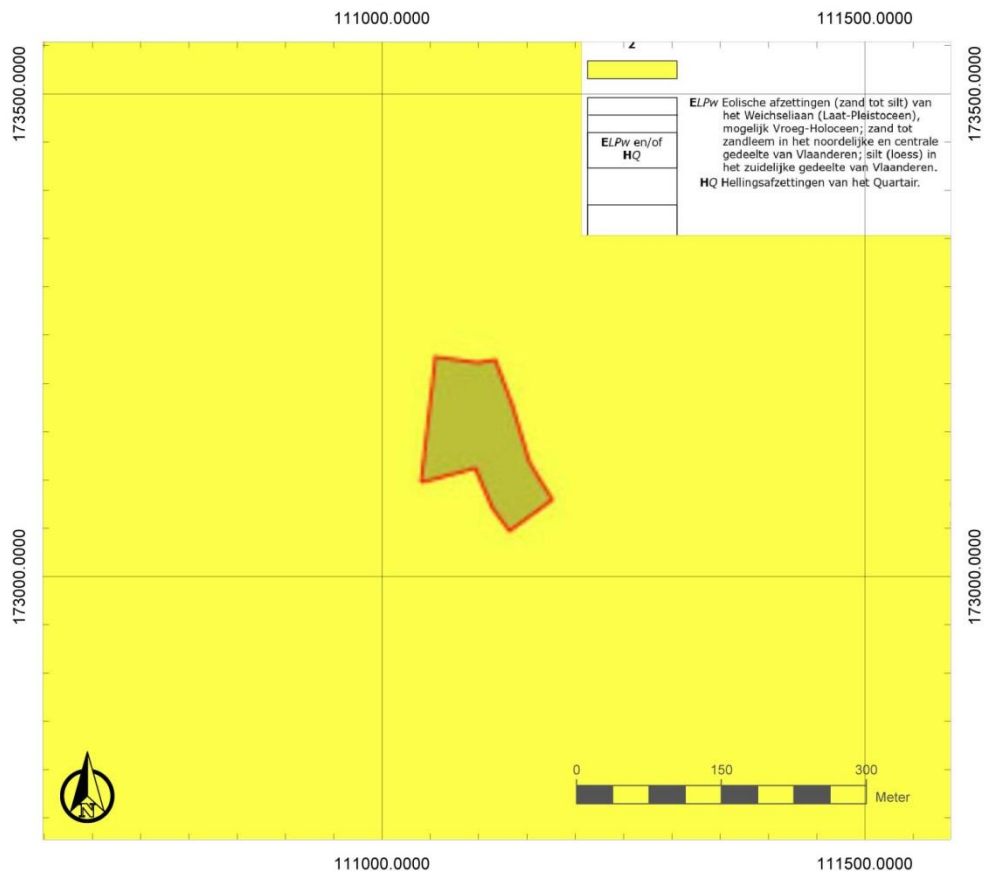 111000.0000 111500.0000
173500.0000 173500.0000
2
ELPw Eolische afzettingen (zand tot silt) van
het Weichseliaan (Laat-Pleistoceen),
mogelijk Vroeg-Holoceen; zand tot
zandleem in het noordelijke en centrale
gedeelte van Vlaanderen; silt (loess) in
het zuidelijke gedeelte van Vlaanderen.
HQ Hellingsafzettingen van het Quartair.
ELPw en/of
HQ
173000.0000 173000.0000
N
0 150 300
Meter
111000.0000 111500.0000